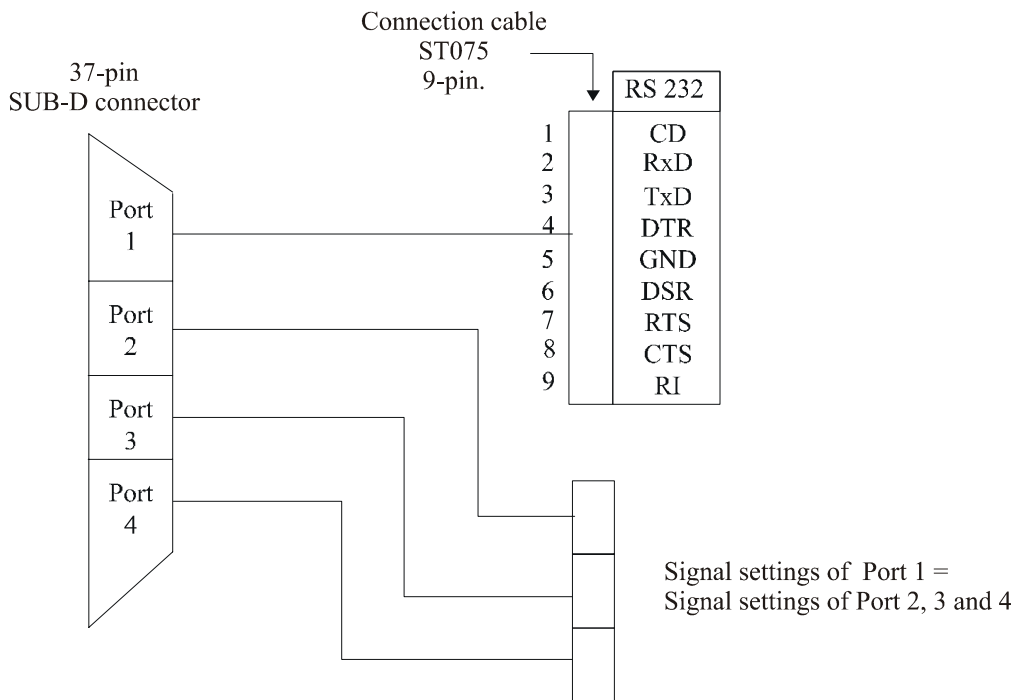 Connection cable
ST075
9-pin.
37-pin
SUB-D connector
RS 232
1 CD
2 RxD
3 TxD
4 DTR
5 GND
6 DSR
7 RTS
8 CTS
9 RI
Port
1
Port
2
Port
3
Port
4
Signal settings of Port 1 =
Signal settings of Port 2, 3 and 4